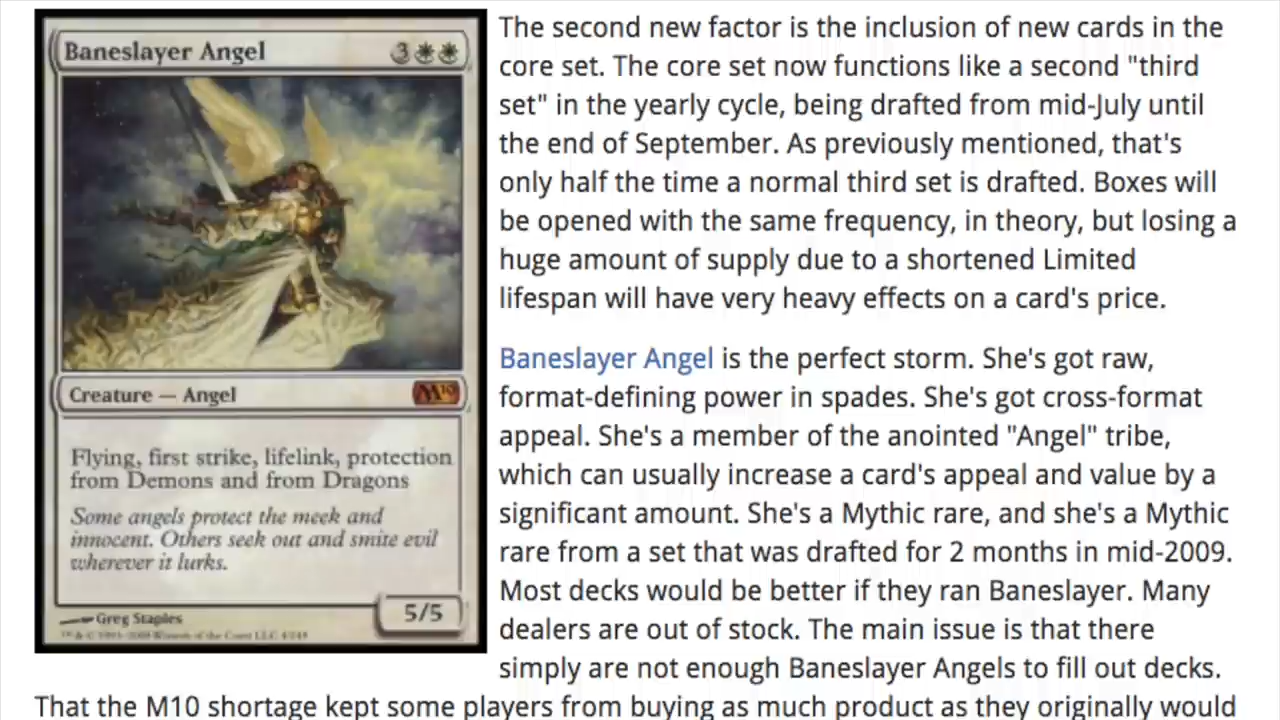 Baneslayer Angel 3
Flying, first strike, lifelink, protection
from Demons and from Dragons
Creature — Angel M10
Some angels protect the meek and
innocent. Others seek out and smite evil
wherever it lurks.
Greg Staples
5/5
The second new factor is the inclusion of new cards in the
core set. The core set now functions like a second "third
set" in the yearly cycle, being drafted from mid-July until
the end of September. As previously mentioned, that's
only half the time a normal third set is drafted. Boxes will
be opened with the same frequency, in theory, but losing a
huge amount of supply due to a shortened Limited
lifespan will have very heavy effects on a card's price.
Baneslayer Angel is the perfect storm. She's got raw,
format-defining power in spades. She's got cross-format
appeal. She's a member of the anointed "Angel" tribe,
which can usually increase a card's appeal and value by a
significant amount. She's a Mythic rare, and she's a Mythic
rare from a set that was drafted for 2 months in mid-2009.
Most decks would be better if they ran Baneslayer. Many
dealers are out of stock. The main issue is that there
simply are not enough Baneslayer Angels to fill out decks.
That the M10 shortage kept some players from buying as much product as they originally would